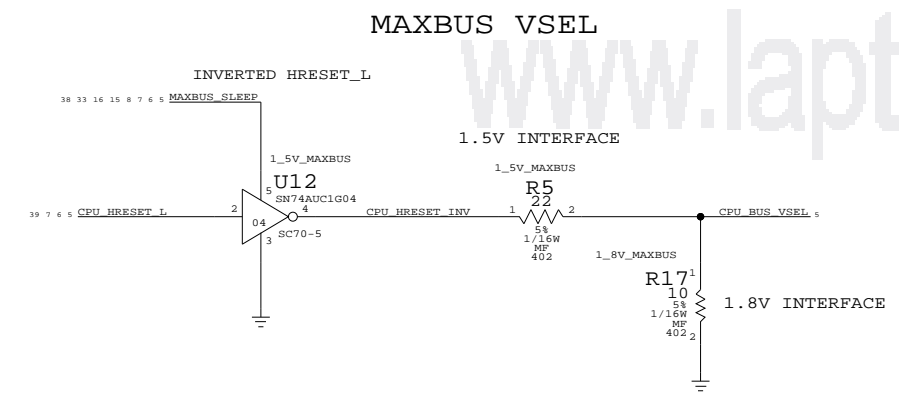 MAXBUS VSEL
www.lapt
INVERTED HRESET_L
38 33 16 15 8 7 6 5 MAXBUS_SLEEP
1.5V INTERFACE
1_5V_MAXBUS
5 U12
SN74AUC1G04
1_5V_MAXBUS
R5
22
39 7 6 5 CPU_HRESET_L 2 04 4 CPU_HRESET_INV 1 2 CPU_BUS_VSEL 5
3 SC70-5
5%
1/16W
MF
402
1_8V_MAXBUS
R17 1
10
5%
1/16W
MF
402 2
1.8V INTERFACE